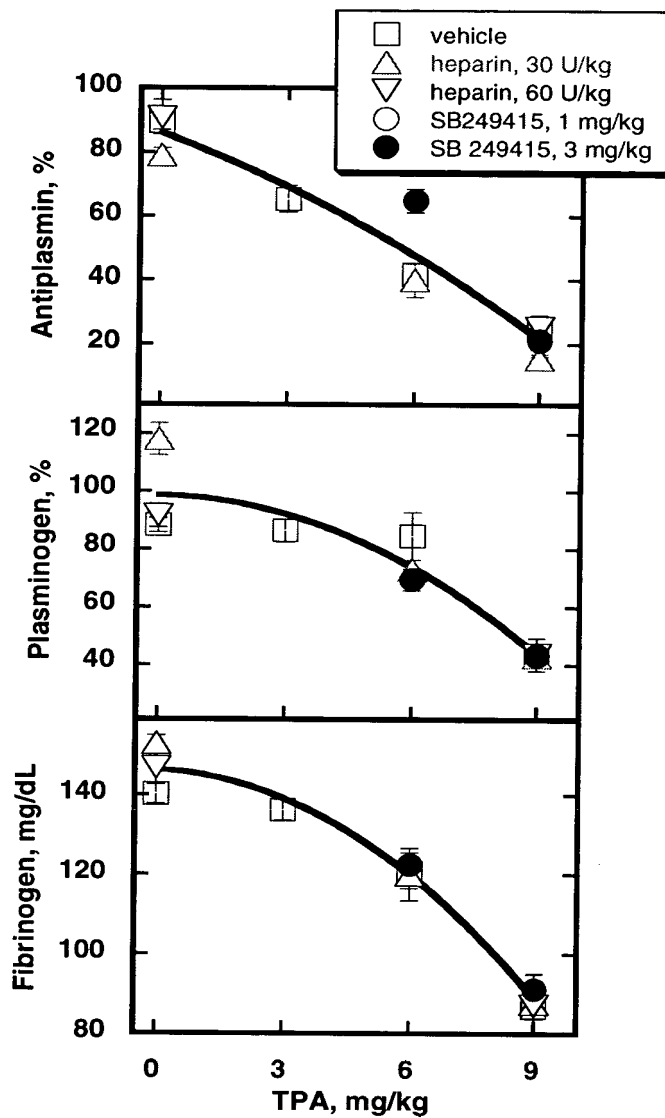 vehicle
heparin, 30 U/kg
heparin, 60 U/kg
SB249415, 1 mg/kg
SB 249415, 3 mg/kg
Antiplasmin, %
100
80
60
40
20
Plasminogen, %
120
100
80
60
40
Fibrinogen, mg/dL
140
120
100
80
0 3 6 9
TPA, mg/kg